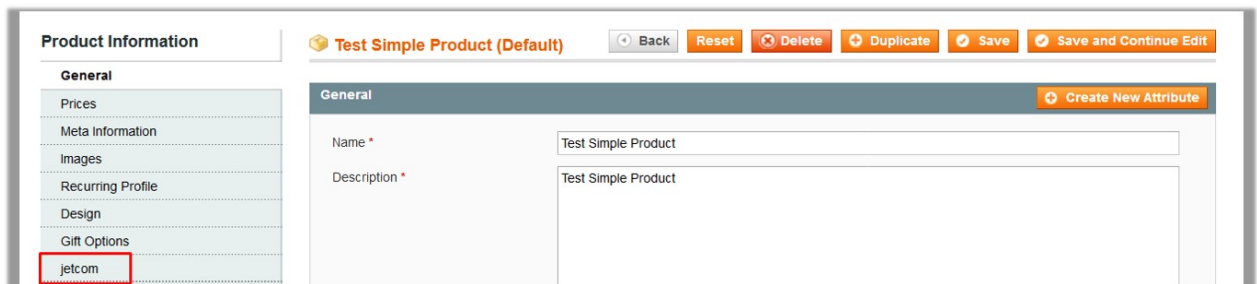 Product Information
General
Prices
Meta Information
Images
Recurring Profile
Design
Gift Options
jetcom
Test Simple Product (Default)
Back Reset Delete Duplicate Save Save and Continue Edit
General
Create New Attribute
Name * Test Simple Product
Description * Test Simple Product